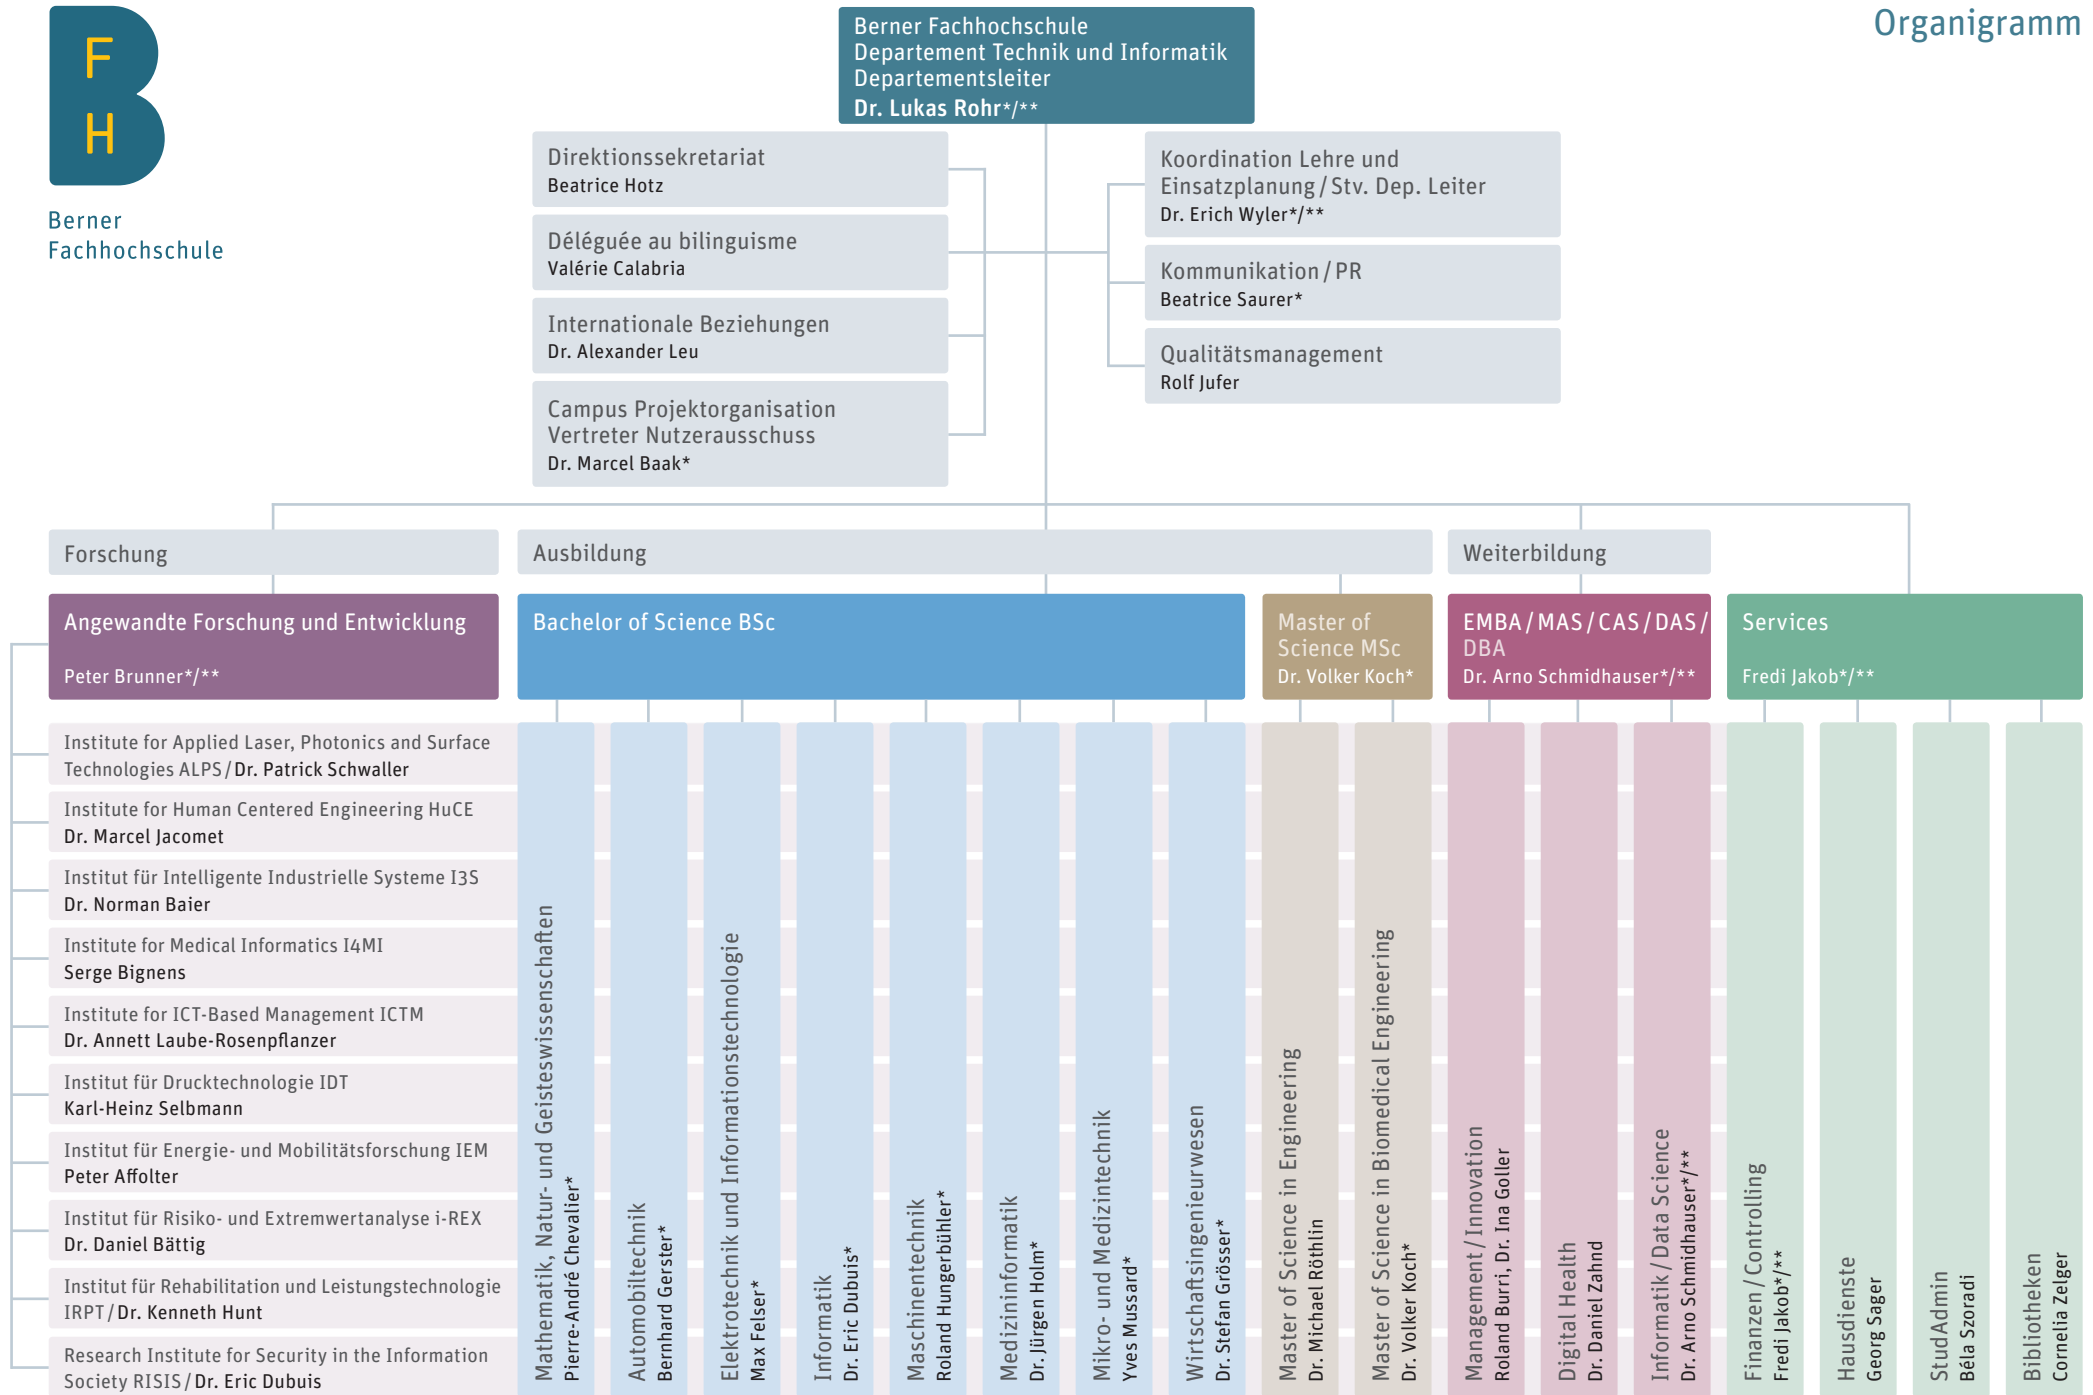 F
H
Berner
Fachhochschule
Organigramm
Berner Fachhochschule
Departement Technik und Informatik
Departementsleiter
Dr. Lukas Rohr*/**
Direktionssekretariat
Beatrice Hotz
Déléguée au bilinguisme
Valérie Calabria
Internationale Beziehungen
Dr. Alexander Leu
Campus Projektorganisation
Vertreter Nutzerausschuss
Dr. Marcel Baak*
Koordination Lehre und
Einsatzplanung/Stv. Dep. Leiter
Dr. Erich Wyler*/**
Kommunikation/PR
Beatrice Saurer*
Qualitätsmanagement
Rolf Jufer
Forschung
Ausbildung
Weiterbildung
Angewandte Forschung und Entwicklung
Peter Brunner*/**
Bachelor of Science BSc
Master of
Science MSc
Dr. Volker Koch*
EMBA/MAS/CAS/DAS/
DBA
Dr. Arno Schmidhauser*/**
Services
Fredi Jakob*/**
Institute for Applied Laser, Photonics and Surface
Technologies ALPS/Dr. Patrick Schwaller
Institute for Human Centered Engineering HuCE
Dr. Marcel Jacomet
Institut für Intelligente Industrielle Systeme I3S
Dr. Norman Baier
Institute for Medical Informatics I4MI
Serge Bignens
Institute for ICT-Based Management ICTM
Dr. Annett Laube-Rosenpflanzer
Institut für Drucktechnologie IDT
Karl-Heinz Selbmann
Institut für Energie- und Mobilitätsforschung IEM
Peter Affolter
Institut für Risiko- und Extremwertanalyse i-REX
Dr. Daniel Bättig
Institut für Rehabilitation und Leistungstechnologie
IRPT/Dr. Kenneth Hunt
Research Institute for Security in the Information
Society RISIS/Dr. Eric Dubuis
Mathematik, Natur- und Geisteswissenschaften
Pierre-André Chevalier*
Automobiltechnik
Bernhard Gerster*
Elektrotechnik und Informationstechnologie
Max Felser*
Informatik
Dr. Eric Dubuis*
Maschinentechnik
Roland Hungerbühler*
Medizininformatik
Dr. Jürgen Holm*
Mikro- und Medizintechnik
Yves Mussard*
Wirtschaftsingenieurwesen
Dr. Stefan Grösser*
Master of Science in Engineering
Dr. Michael Röthlin
Master of Science in Biomedical Engineering
Dr. Volker Koch*
Management/Innovation
Roland Burri, Dr. Ina Goller
Digital Health
Dr. Daniel Zahnd
Informatik/Data Science
Dr. Arno Schmidhauser*/**
Finanzen/Controlling
Fredi Jakob*/**
Hausdienste
Georg Sager
StudAdmin
Béla Szoradi
Bibliotheken
Cornelia Zelger